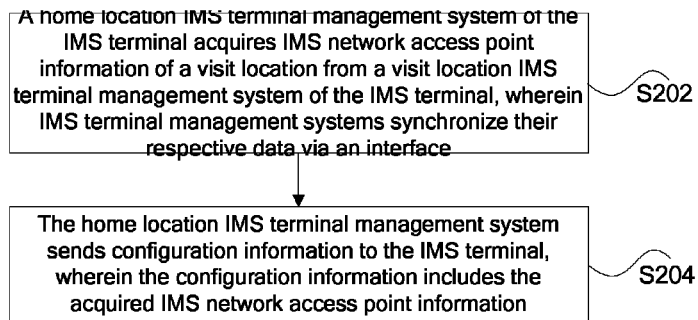 A home location IMS terminal management system of the
IMS terminal acquires IMS network access point
information of a visit location from a visit location IMS
terminal management system of the IMS terminal, wherein
IMS terminal management systems synchronize their
respective data via an interface
S202
The home location IMS terminal management system
sends configuration information to the IMS terminal,
wherein the configuration information includes the
acquired IMS network access point information
S204